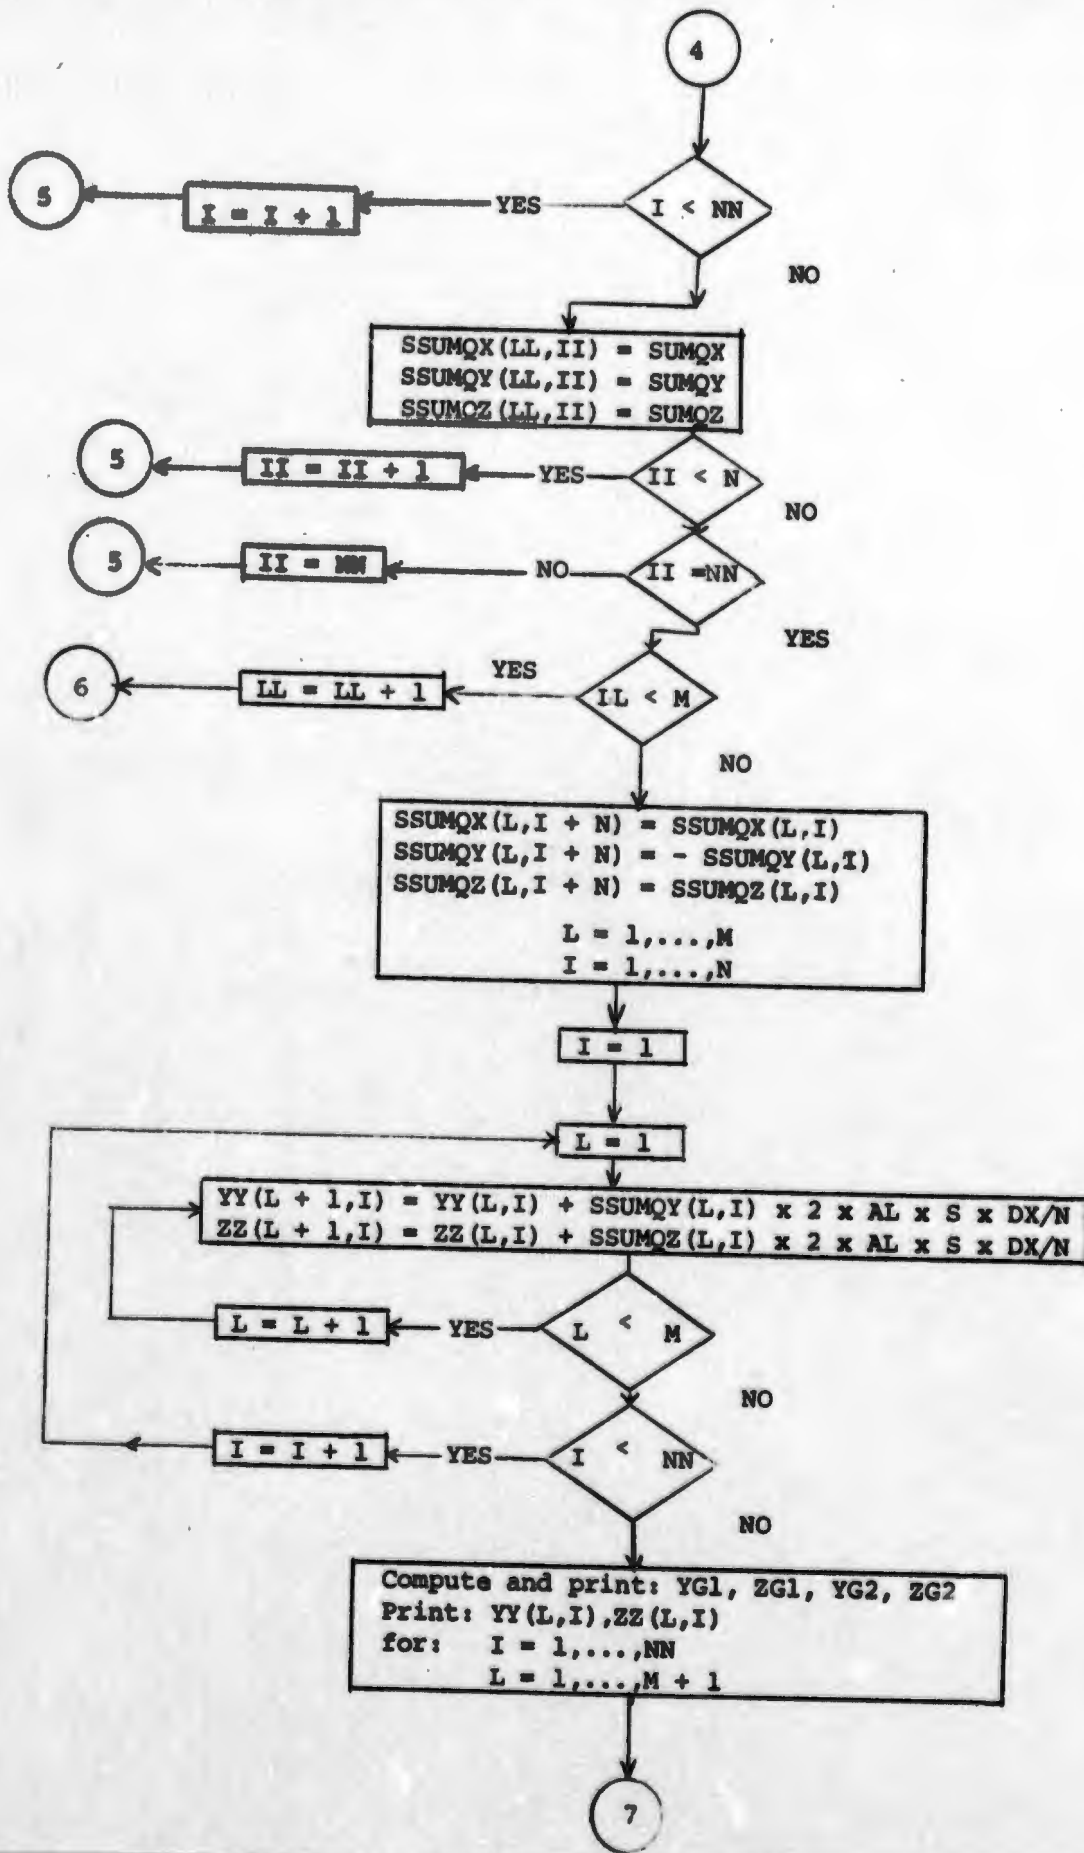 4
5
I = I + 1
YES
I < NN
NO
SSUMQX(LL,II) = SUMQX
SSUMQY(LL,II) = SUMQY
SSUMQZ(LL,II) = SUMQZ
5
II = II + 1
YES
II < N
NO
5
II = NN
NO
II =NN
YES
6
LL = LL + 1
YES
LL < M
NO
SSUMQX(L,I + N) = SSUMQX(L,I)
SSUMQY(L,I + N) = - SSUMQY(L,I)
SSUMQZ(L,I + N) = SSUMQZ(L,I)
L = 1,...,M
I = 1,...,N
I = 1
L = 1
YY(L + 1,I) = YY(L,I) + SSUMQY(L,I) x 2 x AL x S x DX/N
ZZ(L + 1,I) = ZZ(L,I) + SSUMQZ(L,I) x 2 x AL x S x DX/N
L = L + 1
YES
L < M
NO
I = I + 1
YES
I < NN
NO
Compute and print: YG1, ZG1, YG2, ZG2
Print: YY(L,I),ZZ(L,I)
for: I = 1,...,NN
L = 1,...,M + 1
7